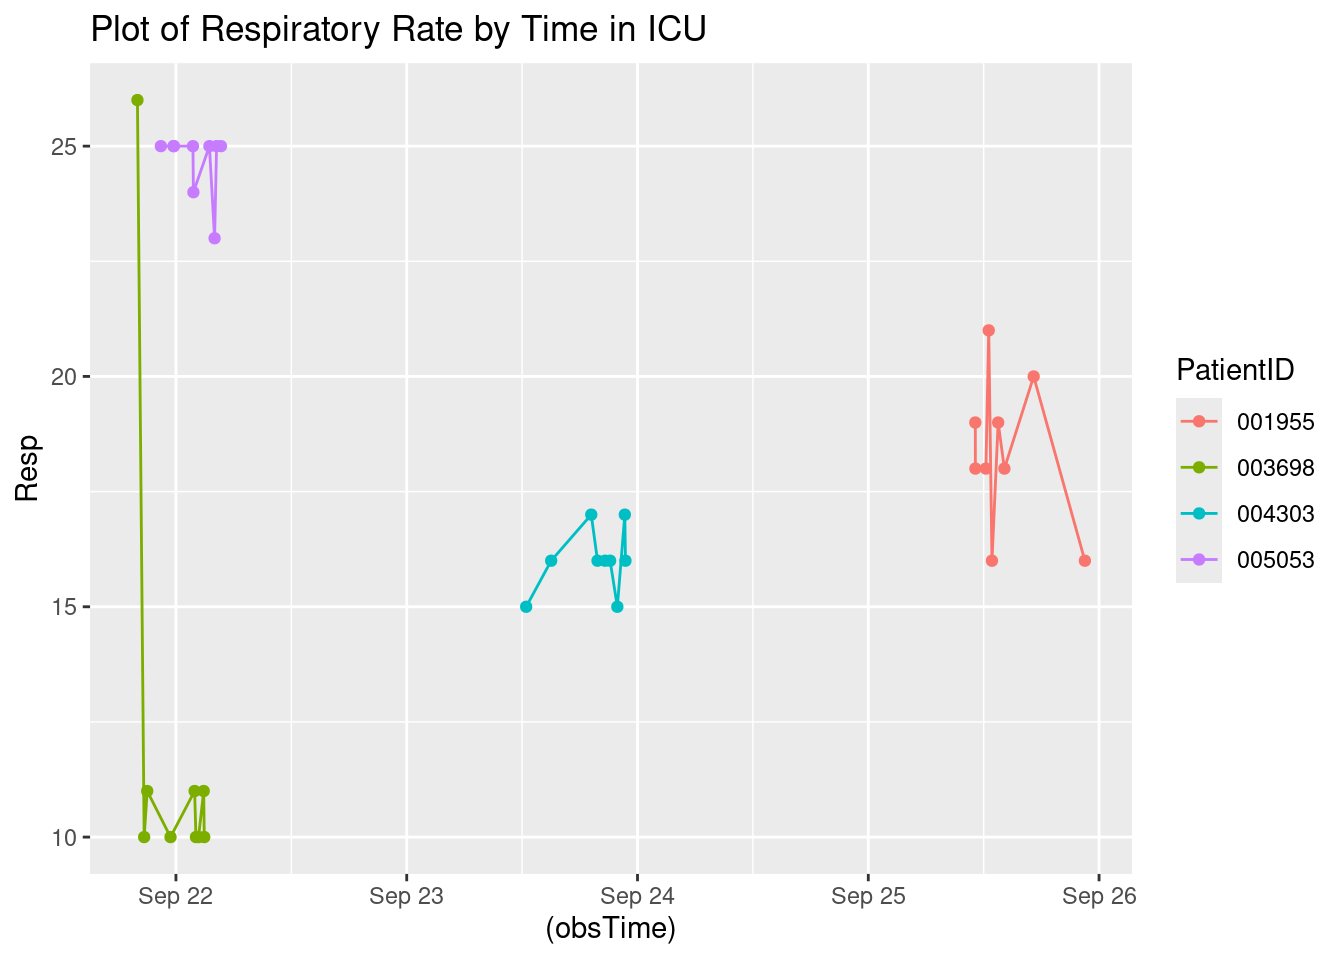 Plot of Respiratory Rate by Time in ICU
25
20
15
10
Resp
Sep 22
Sep 23
Sep 24
Sep 25
Sep 26
(obsTime)
PatientID
001955
003698
004303
005053